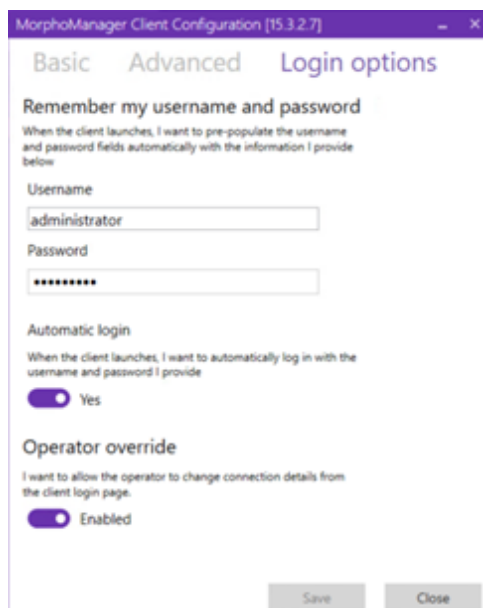 MorphoManager Client Configuration [15.3.2.7]
Basic Advanced Login options
Remember my username and password
When the client launches, I want to pre-populate the username
and password fields automatically with the information I provide
below
Username
administrator
Password
•••••••••
Automatic login
When the client launches, I want to automatically log in with the
username and password I provide
Yes
Operator override
I want to allow the operator to change connection details from
the client login page.
Enabled
Save Close